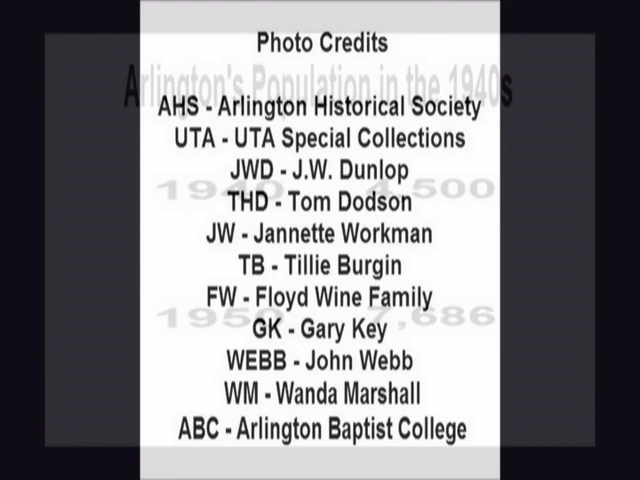 Photo Credits
Arlington's Population in the 1940s
AHS - Arlington Historical Society
UTA - UTA Special Collections
JWD - J.W. Dunlop
1940 4,500
THD - Tom Dodson
JW - Jannette Workman
TB - Tillie Burgin
FW - Floyd Wine Family
1950 7,686
GK - Gary Key
WEBB - John Webb
WM - Wanda Marshall
ABC - Arlington Baptist College